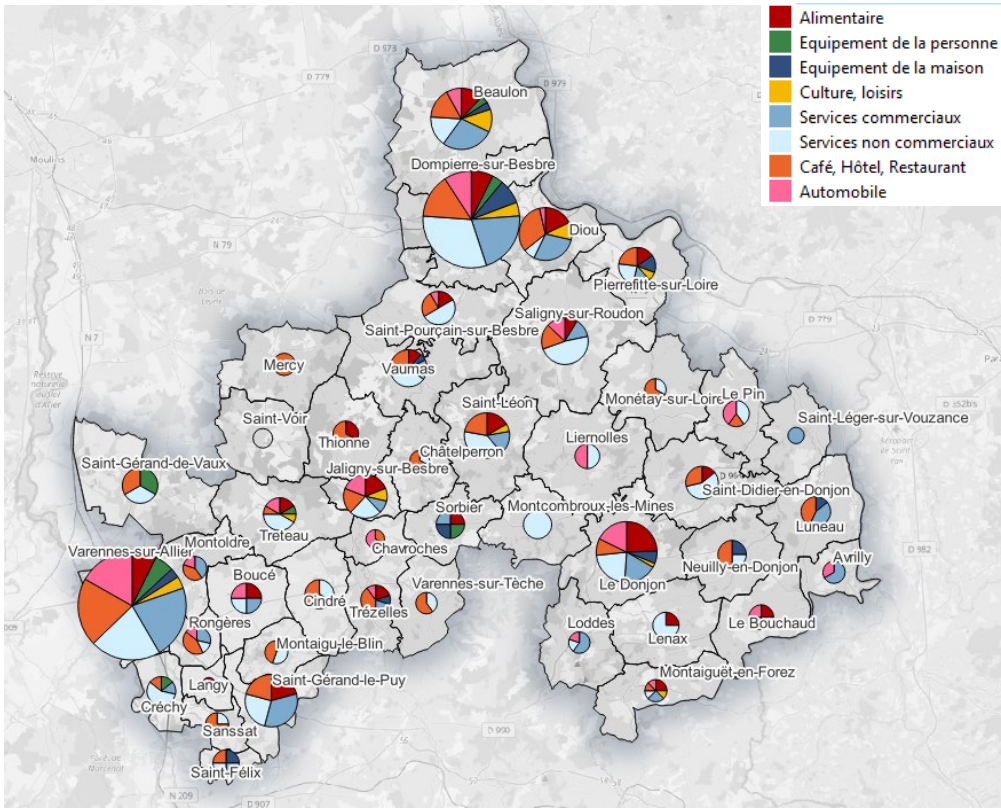 Alimentaire
Equipement de la personne
Equipement de la maison
Culture, loisirs
Services commerciaux
Services non commerciaux
Café, Hôtel, Restaurant
Automobile
D 973
D 779
D 979
Beaulon
Moulins
Dompierre-sur-Besbre
Diou
N 79
Pierrefitte-sur-Loire
Saligny-sur-Roudon
Saint-Pourçain-sur-Besbre
N 7
D 779
Mercy
Vaumas
Monétay-sur-Loire
Le Pin
Saint-Voir
Saint-Léon
Saint-Léger-sur-Vouzance
Thionne
Châtelperron
Liernolles
Saint-Gérand-de-Vaux
Jaligny-sur-Besbre
Saint-Didier-en-Donjon
Sorbier
Montcombroux-les-Mines
Luneau
Treteau
Chavroches
Neuilly-en-Donjon
D 982
Montoldre
Varennes-sur-Allier
Boucé
Le Donjon
Avrilly
Cindré
Trézelles
Varennes-sur-Tèche
Rongères
Loddes
Le Bouchaud
Lenax
Montaigu-le-Blin
Montaiguët-en-Forez
Saint-Gérand-le-Puy
Langy
Créchy
Sanssat
D 990
Saint-Félix
N 209
D 907